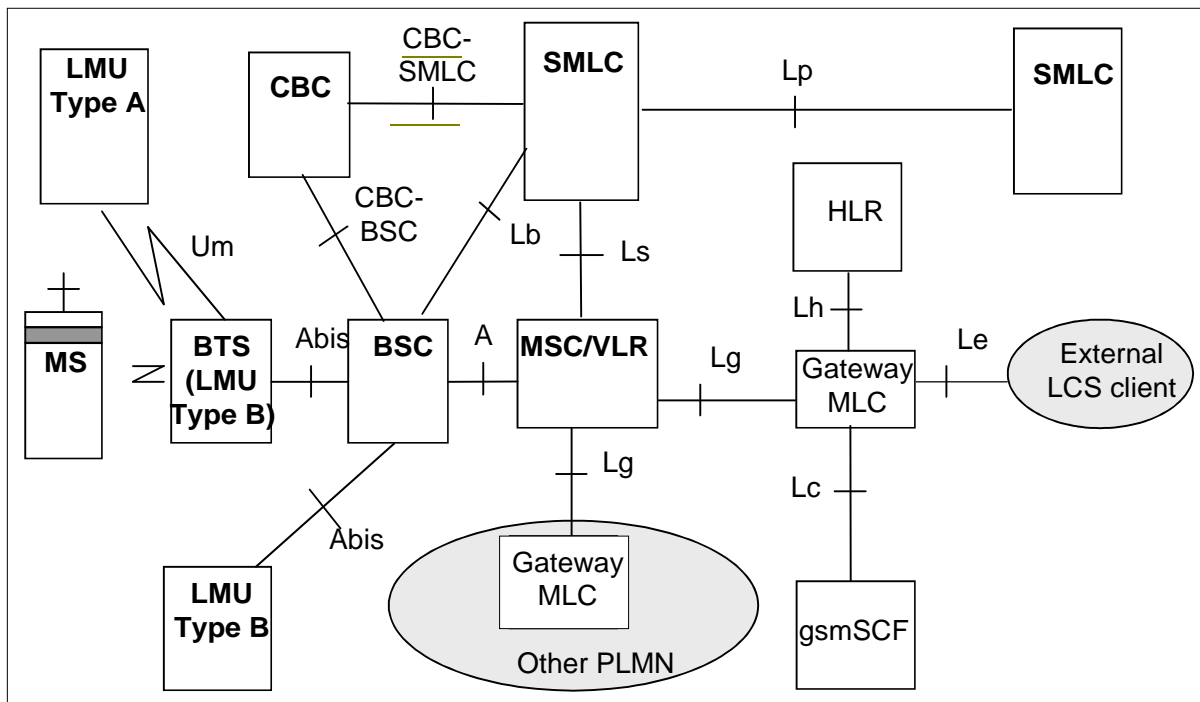 LMU
Type A
CBC
CBC-
SMLC
SMLC
Lp
SMLC
CBC-
BSC
Lb
Ls
HLR
Um
Lh
MS
BTS
(LMU
Type B)
Abis
BSC
A
MSC/VLR
Lg
Gateway
MLC
Le
External
LCS client
Lg
Lc
Abis
LMU
Type B
Gateway
MLC
Other PLMN
gsmSCF